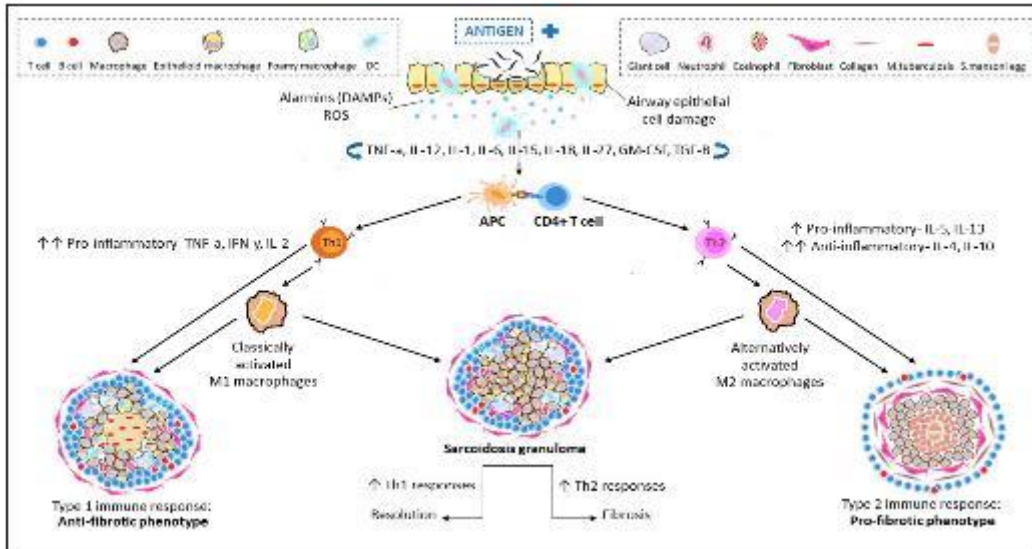 ANTIGEN
T cell B cell Macrophage Epithelioid macrophage Foamy macrophage DC
Giant cell Neutrophil Eosinophil Fibroblast Collagen M.tuberculosis S.mansoni egg
Alarmins (DAMPs)
ROS
Airway epithelial
cell damage
TNF-a, IL-12, IL-1, IL-6, IL-15, IL-18, IL-27, GM-CSF, TGF-B
APC CD4+ T cell
↑↑ Pro-inflammatory TNF a, IFN γ, IL 2
Th1
Th2
↑ Pro-inflammatory- IL-5, IL-13
↑↑ Anti-inflammatory- IL-4, IL-10
Classically
activated
M1 macrophages
Alternatively
activated
M2 macrophages
Sarcoidosis granuloma
↑ Th1 responses
↑ Th2 responses
Resolution
Fibrosis
Type 1 immune response:
Anti-fibrotic phenotype
Type 2 immune response:
Pro-fibrotic phenotype